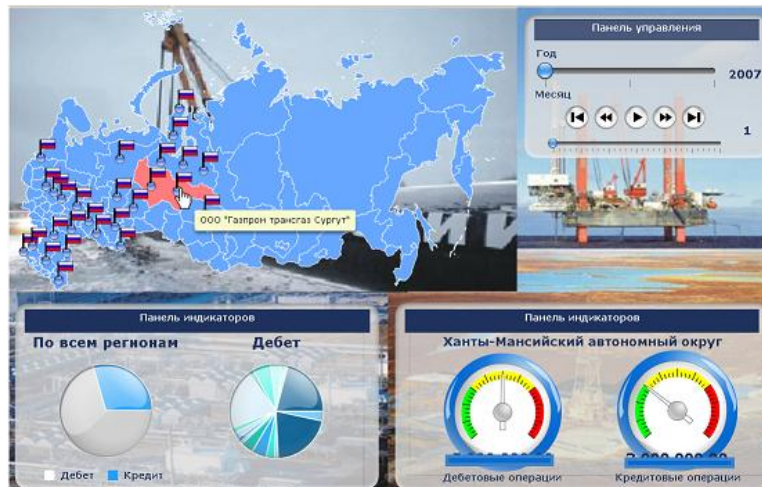 Панель управления
Год
2007
Месяц
1
ООО "Газпром трансгаз Сургут"
Панель индикаторов
По всем регионам
Дебет
Дебет
Кредит
Панель индикаторов
Ханты-Мансийский автономный округ
Дебетовые операции
Кредитовые операции